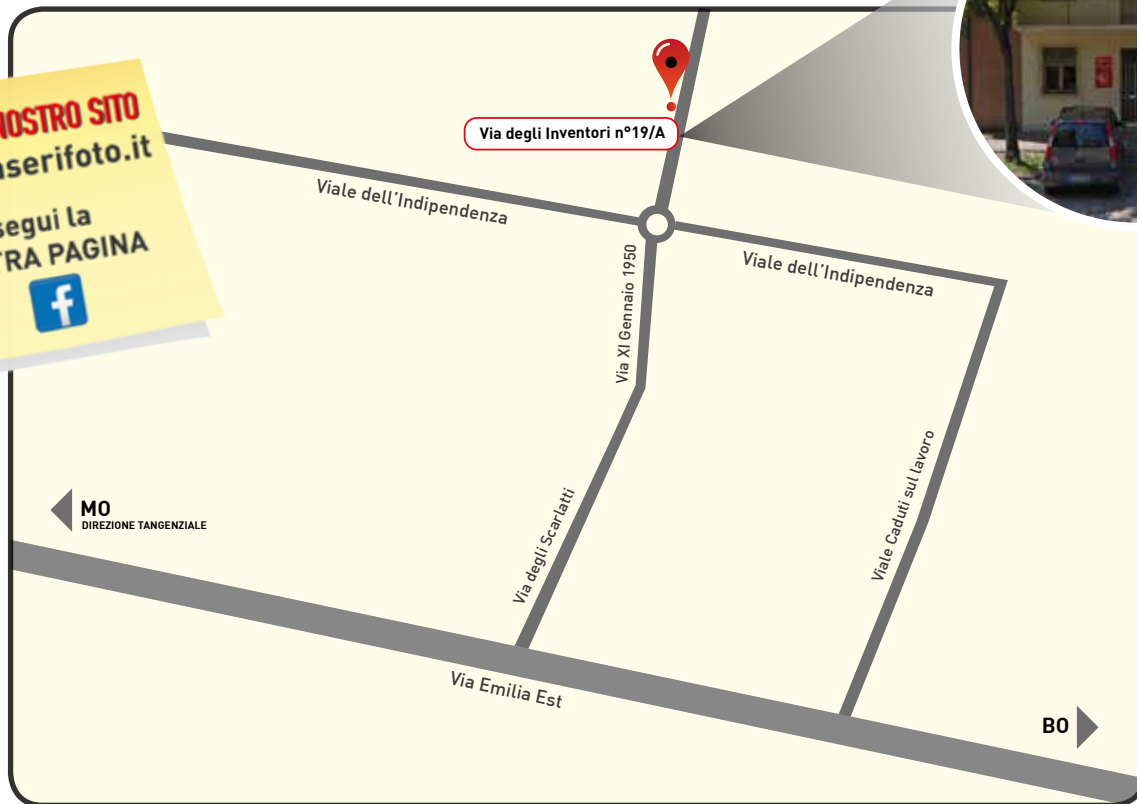 NOSTRO SITO
serifoto.it
segui la
PAGINA
Via degli Inventori n°19/A
Viale dell'Indipendenza
Viale dell'Indipendenza
Via XI Gennaio 1950
Via degli Scarlatti
Viale Caduti sul lavoro
MO
DIREZIONE TANGENZIALE
Via Emilia Est
BO